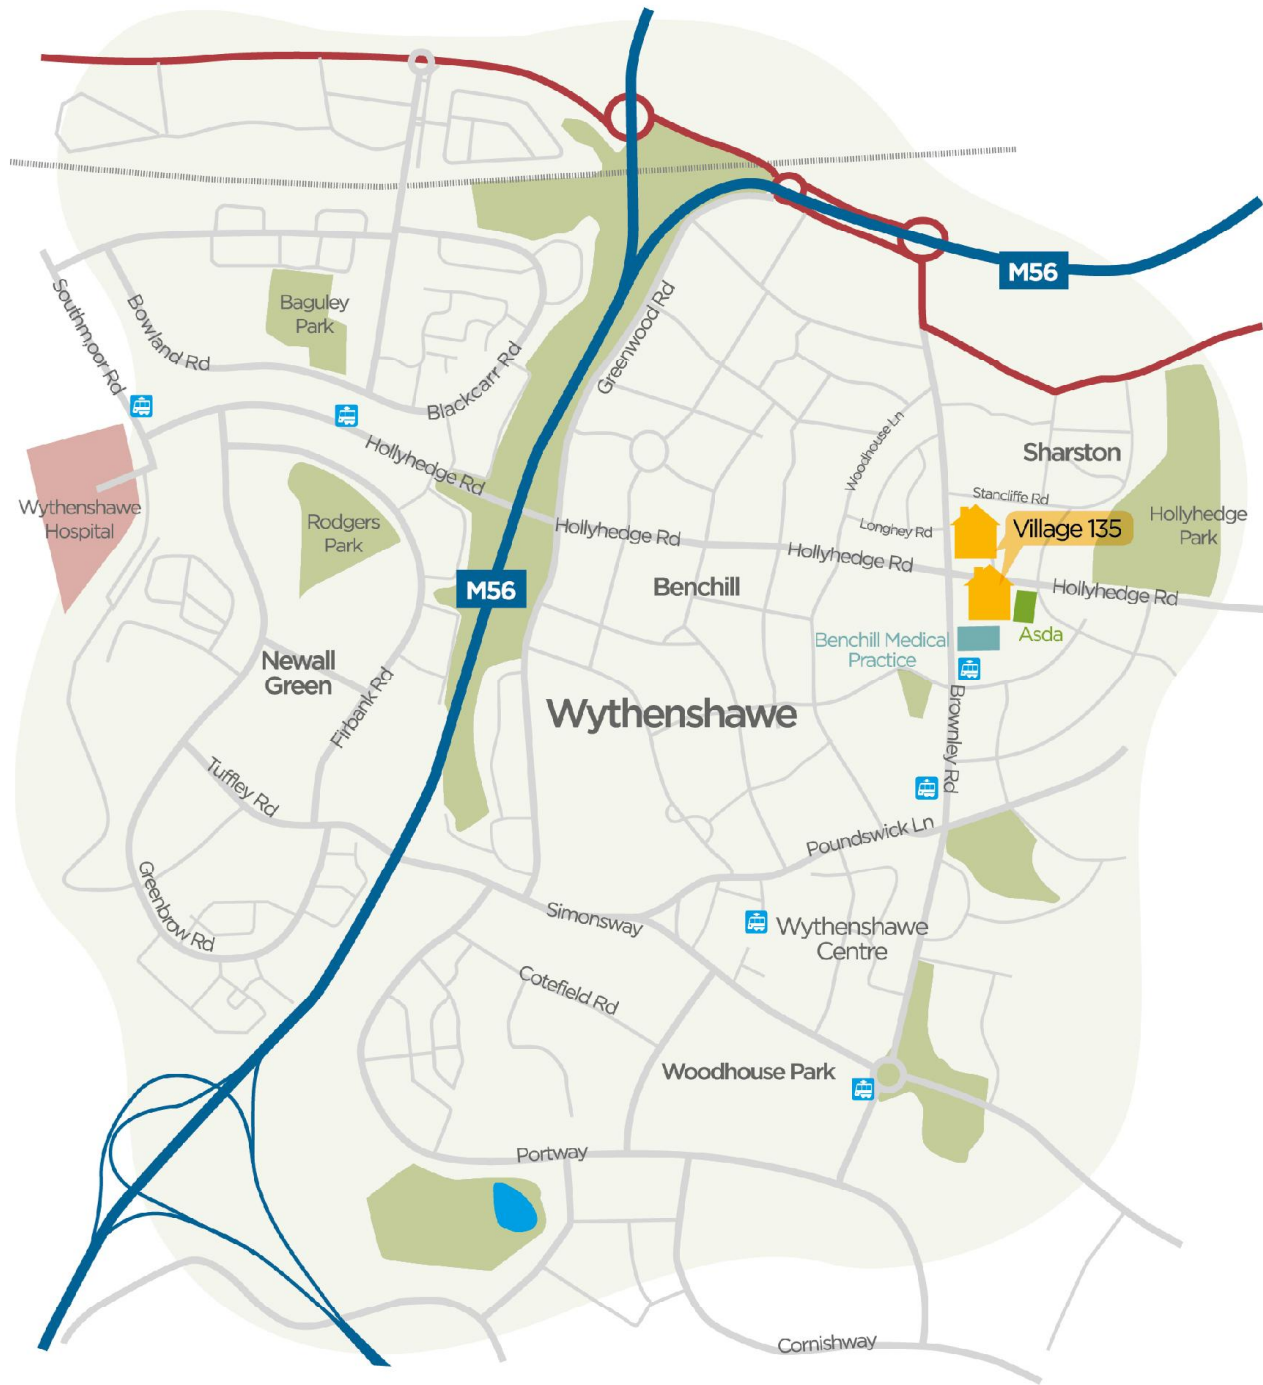 M56
Southmoor Rd
Bowland Rd
Baguley
Park
Greenwood Rd
Blackcarr Rd
Hollyhedge Rd
Woodhouse Ln
Sharston
Stancliffe Rd
Wythenshawe
Hospital
Rodgers
Park
Hollyhedge Rd
Longhey Rd
Village 135
Hollyhedge
Park
Hollyhedge Rd
M56
Benchill
Hollyhedge Rd
Asda
Benchill Medical
Practice
Newall
Green
Firbank Rd
Wythenshawe
Brownley Rd
Tuffley Rd
Poundswick Ln
Greenbrow Rd
Simonsway
Wythenshawe
Centre
Cotefield Rd
Woodhouse Park
Portway
Cornishway